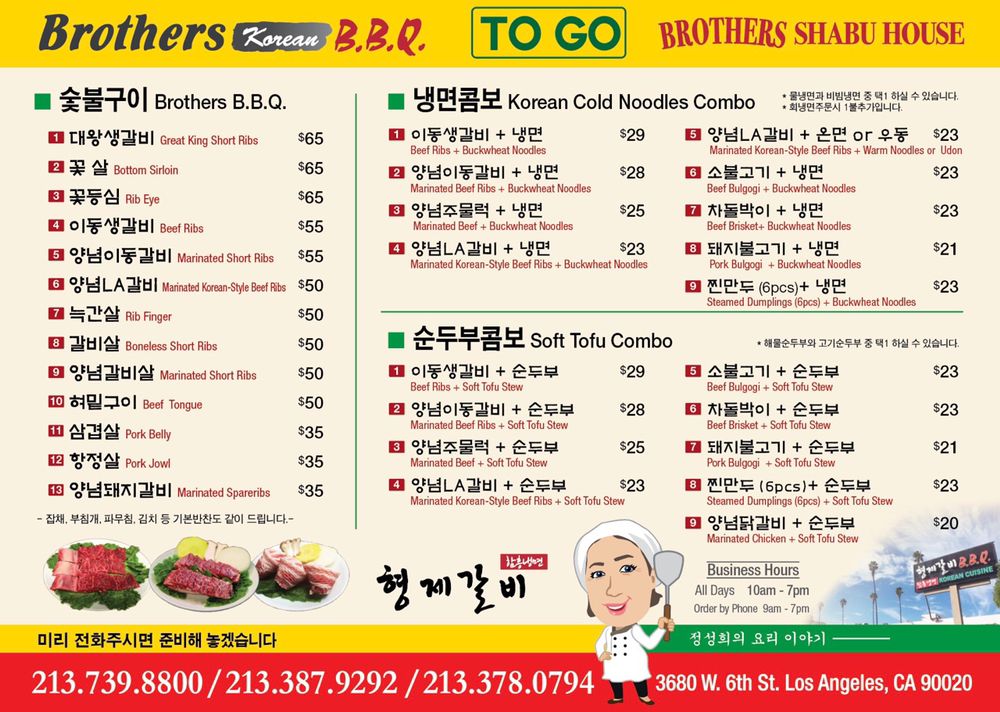 Brothers Korean B.B.Q.
TO GO
BROTHERS SHABU HOUSE
숯불구이 Brothers B.B.Q.
1 대왕생갈비 Great King Short Ribs $65
2 꽃 살 Bottom Sirloin $65
3 꽃등심 Rib Eye $65
4 이동생갈비 Beef Ribs $55
5 양념이동갈비 Marinated Short Ribs $55
6 양념LA갈비 Marinated Korean-Style Beef Ribs $50
7 늑간살 Rib Finger $50
8 갈비살 Boneless Short Ribs $50
9 양념갈비살 Marinated Short Ribs $50
10 혀밑구이 Beef Tongue $50
11 삼겹살 Pork Belly $35
12 항정살 Pork Jowl $35
13 양념돼지갈비 Marinated Spareribs $35
- 잡채, 부침개, 파무침, 김치 등 기본반찬도 같이 드립니다.-
냉면콤보 Korean Cold Noodles Combo
* 물냉면과 비빔냉면 중 택1 하실 수 있습니다.
* 회냉면주문시 1불추가입니다.
1 이동생갈비 + 냉면 $29
Beef Ribs + Buckwheat Noodles
2 양념이동갈비 + 냉면 $28
Marinated Beef Ribs + Buckwheat Noodles
3 양념주물럭 + 냉면 $25
Marinated Beef + Buckwheat Noodles
4 양념LA갈비 + 냉면 $23
Marinated Korean-Style Beef Ribs + Buckwheat Noodles
5 양념LA갈비 + 온면 or 우동 $23
Marinated Korean-Style Beef Ribs + Warm Noodles or Udon
6 소불고기 + 냉면 $23
Beef Bulgogi + Buckwheat Noodles
7 차돌박이 + 냉면 $23
Beef Brisket+ Buckwheat Noodles
8 돼지불고기 + 냉면 $21
Pork Bulgogi + Buckwheat Noodles
9 찐만두 (6pcs)+ 냉면 $23
Steamed Dumplings (6pcs) + Buckwheat Noodles
순두부콤보 Soft Tofu Combo
* 해물순두부와 고기순두부 중 택1 하실 수 있습니다.
1 이동생갈비 + 순두부 $29
Beef Ribs + Soft Tofu Stew
2 양념이동갈비 + 순두부 $28
Marinated Beef Ribs + Soft Tofu Stew
3 양념주물럭 + 순두부 $25
Marinated Beef + Soft Tofu Stew
4 양념LA갈비 + 순두부 $23
Marinated Korean-Style Beef Ribs + Soft Tofu Stew
5 소불고기 + 순두부 $23
Beef Bulgogi + Soft Tofu Stew
6 차돌박이 + 순두부 $23
Beef Brisket + Soft Tofu Stew
7 돼지불고기 + 순두부 $21
Pork Bulgogi + Soft Tofu Stew
8 찐만두 (6pcs)+ 순두부 $23
Steamed Dumplings (6pcs) + Soft Tofu Stew
9 양념닭갈비 + 순두부 $20
Marinated Chicken + Soft Tofu Stew
함흥냉면
형제갈비
Business Hours
All Days 10am - 7pm
Order by Phone 9am - 7pm
형제갈비 B.B.Q.
함흥냉면 KOREAN CUISINE
미리 전화주시면 준비해 놓겠습니다
정성희의 요리 이야기
213.739.8800 / 213.387.9292 / 213.378.0794
3680 W. 6th St. Los Angeles, CA 90020